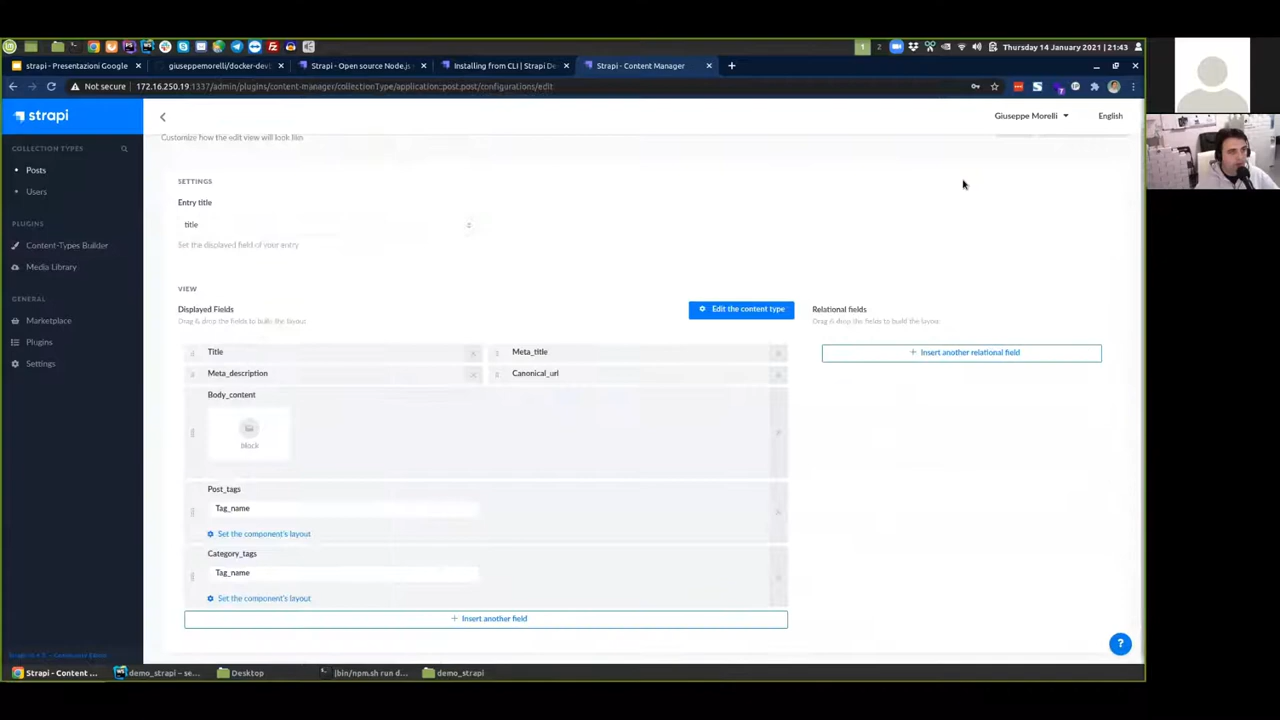 Thursday 14 January 2021 | 21:43
strapi - Presentazioni Google
giuseppemorelli/docker-dev
Strapi - Open source Node.js
Installing from CLI | Strapi De
Strapi - Content Manager
Not secure
172.16.250.19:1337/admin/plugins/content-manager/collectionType/application::post.post/configurations/edit
strapi
Giuseppe Morelli
English
Customize how the edit view will look like.
COLLECTION TYPES
Posts
Users
PLUGINS
Content-Types Builder
Media Library
GENERAL
Marketplace
Plugins
Settings
SETTINGS
Entry title
title
Set the displayed field of your entry
VIEW
Displayed Fields
Drag & drop the fields to build the layout
Edit the content type
Relational fields
Drag & drop the fields to build the layout
Title
Meta_title
Insert another relational field
Meta_description
Canonical_url
Body_content
Mock
Post_tags
Tag_name
Set the component's layout
Category_tags
Tag_name
Set the component's layout
Insert another field
?
Strapi - Content ...
demo_strapi – se...
Desktop
/bin/npm.sh run d...
demo_strapi